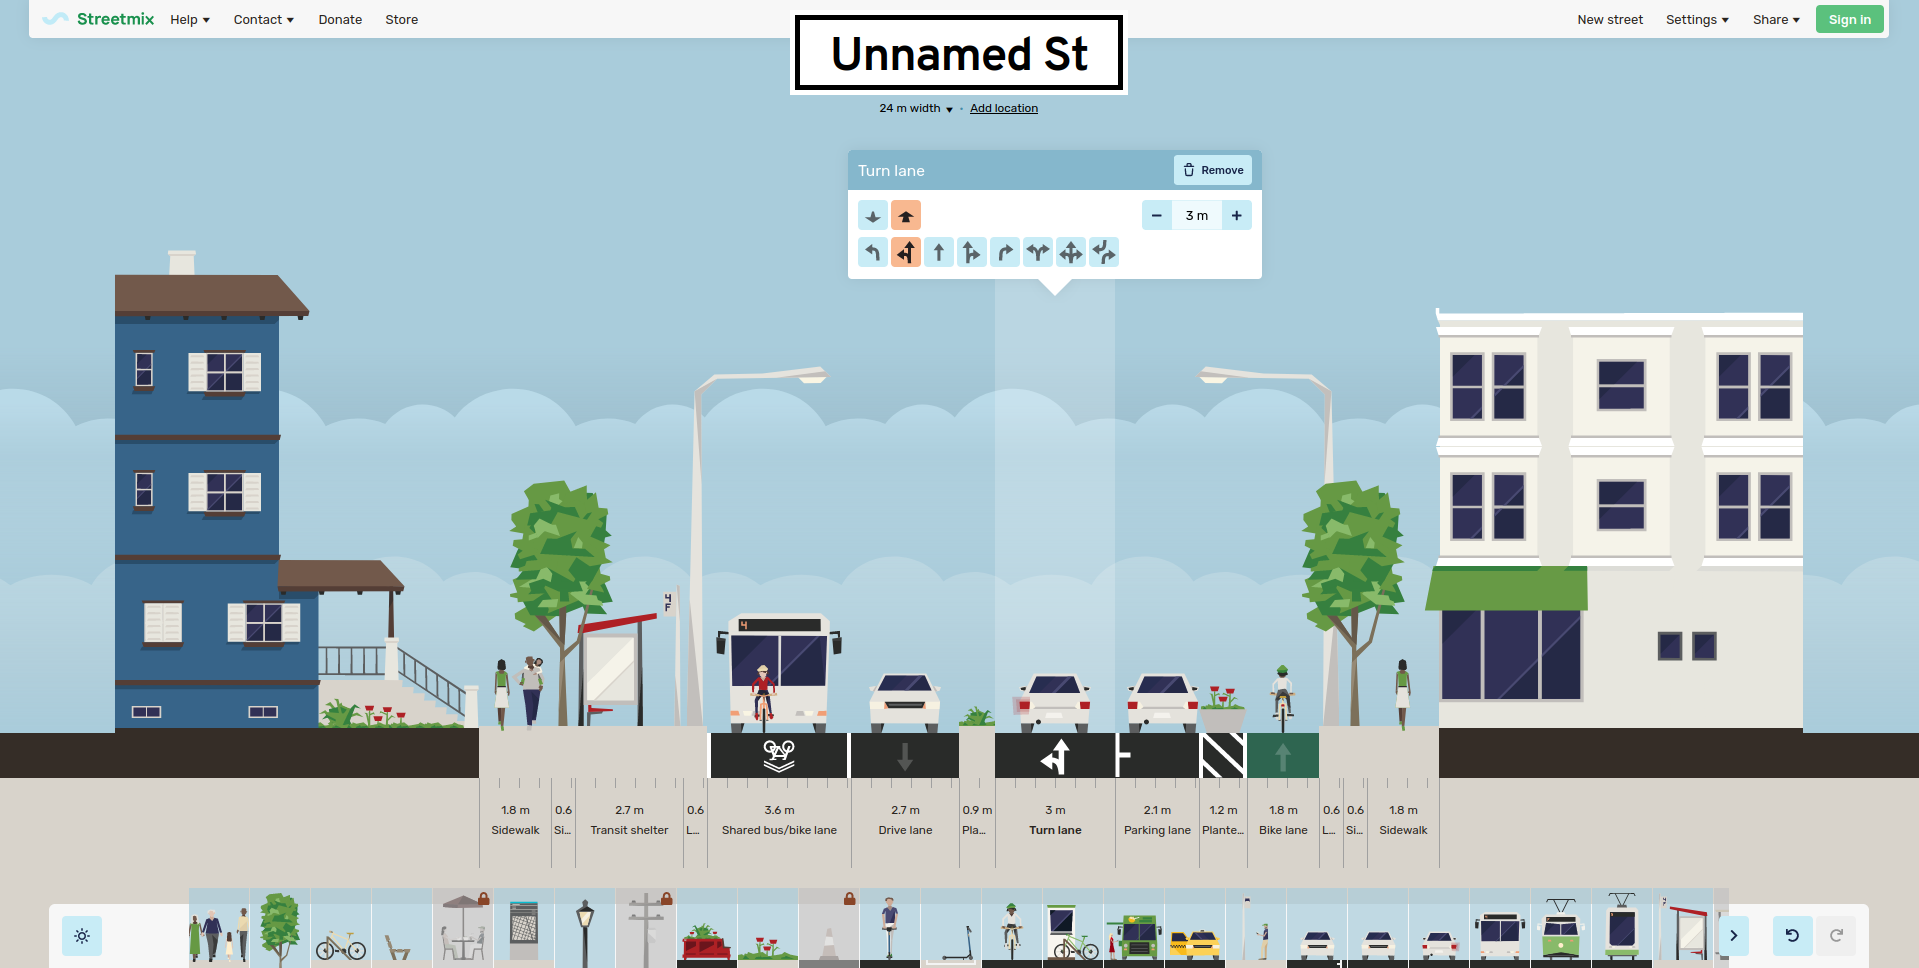 Streetmix Help Contact Donate Store New street Settings Share Sign in
Unnamed St
24 m width · Add location
Turn lane Remove
3 m
4
F
4
1.8 m 0.6 2.7 m 0.6 3.6 m 2.7 m 0.9 m 3 m 2.1 m 1.2 m 1.8 m 0.6 0.6 1.8 m
Sidewalk Si... Transit shelter L... Shared bus/bike lane Drive lane Pla... Turn lane Parking lane Plante... Bike lane L... Si... Sidewalk